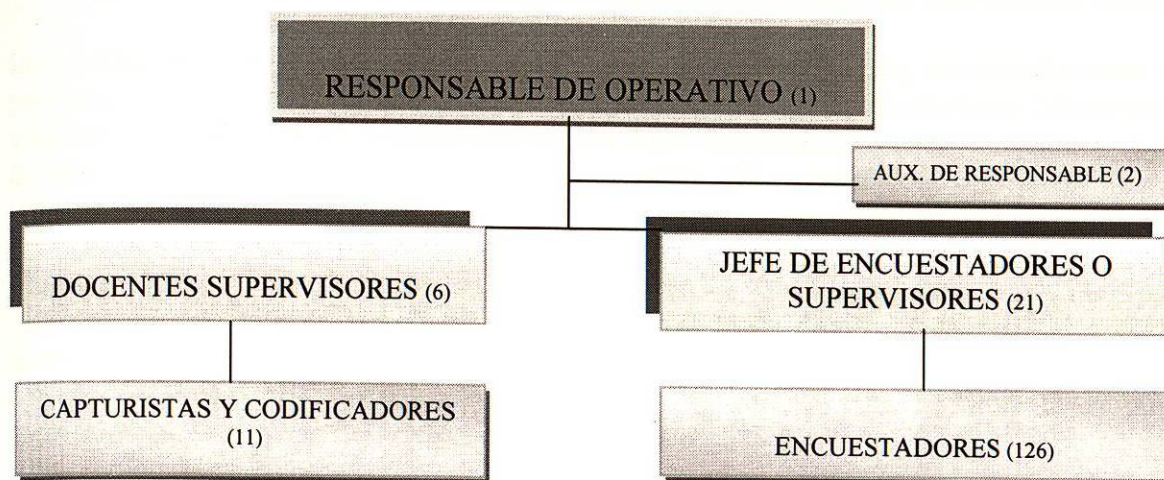 RESPONSABLE DE OPERATIVO (1)
AUX. DE RESPONSABLE (2)
DOCENTES SUPERVISORES (6)
JEFE DE ENCUESTADORES O
SUPERVISORES (21)
CAPTURISTAS Y CODIFICADORES
(11)
ENCUESTADORES (126)